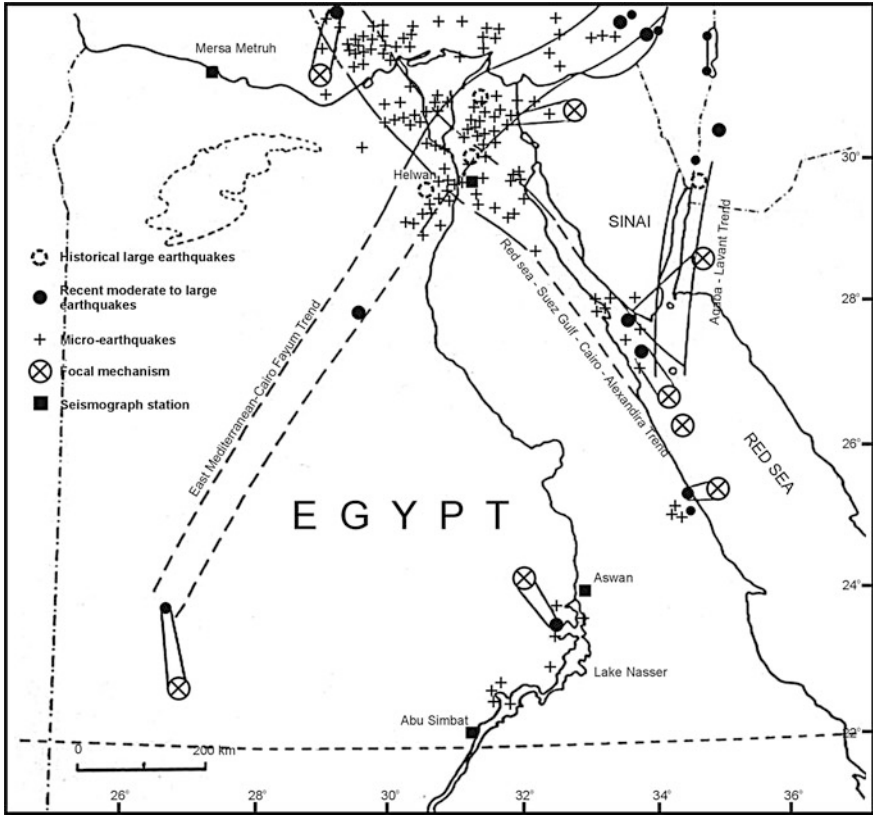 Mersa Metruh
30°
Helwan
SINAI
Historical large earthquakes
Recent moderate to large
earthquakes
Micro-earthquakes
Focal mechanism
Seismograph station
Aqaba - Lavant Trend
28°
Red sea - Suez Gulf - Cairo - Alexandira Trend
East Mediterranean-Cairo Fayum Trend
26°
RED SEA
EGYPT
Aswan
24°
Lake Nasser
Abu Simbat
22°
0
200 km
26°
28°
30°
32°
34°
36°